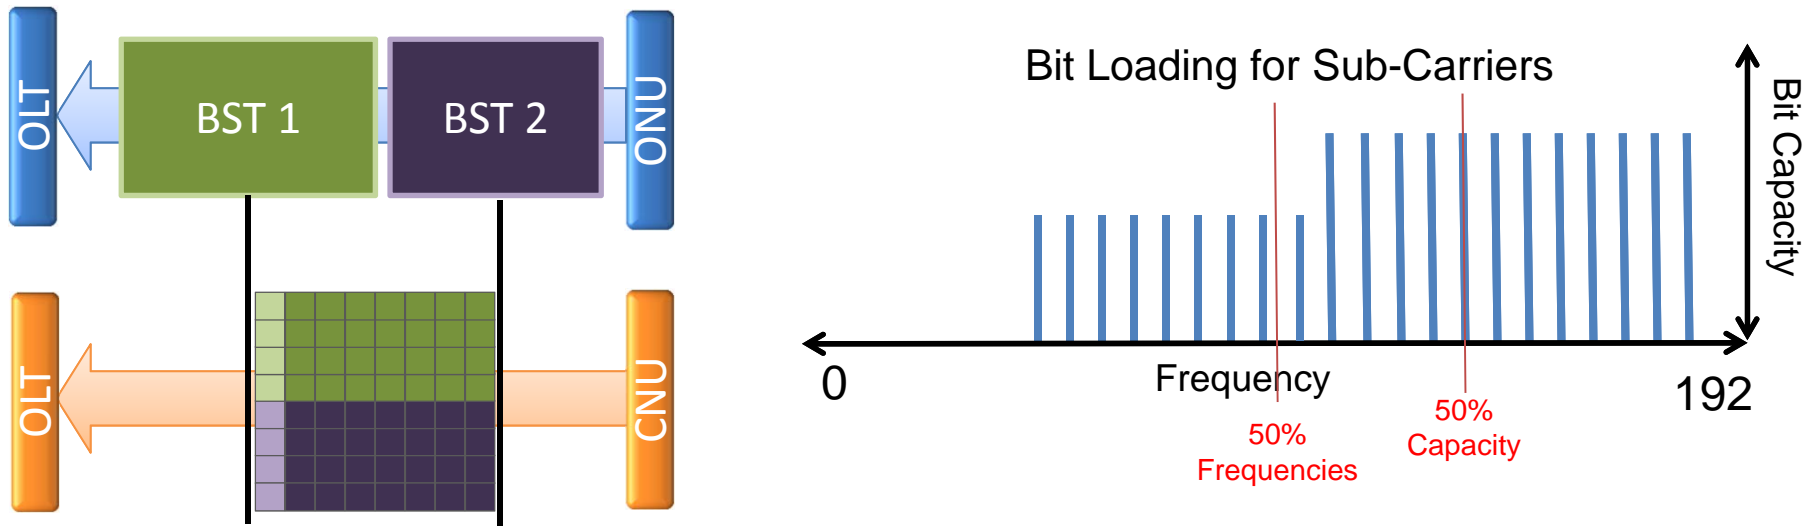 OLT
BST 1
BST 2
ONU
OLT
CNU
Bit Loading for Sub-Carriers
Bit Capacity
0
Frequency
192
50%
Frequencies
50%
Capacity